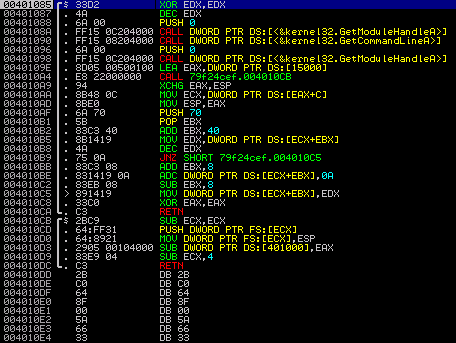 00401085 33D2 XOR EDX,EDX
00401087 4A DEC EDX
00401088 6A 00 PUSH 0
0040108A FF15 0C204000 CALL DWORD PTR DS:[<&kernel32.GetModuleHandleA>]
00401090 FF15 08204000 CALL DWORD PTR DS:[<&kernel32.GetCommandLineA>]
00401096 6A 00 PUSH 0
00401098 FF15 0C204000 CALL DWORD PTR DS:[<&kernel32.GetModuleHandleA>]
0040109E 8D05 00500100 LEA EAX,DWORD PTR DS:[15000]
004010A4 E8 22000000 CALL 79f24cef.004010CB
004010A9 94 XCHG EAX,ESP
004010AA 8B48 0C MOV ECX,DWORD PTR DS:[EAX+C]
004010AD 8BE0 MOV ESP,EAX
004010AF 6A 70 PUSH 70
004010B1 5B POP EBX
004010B2 83C3 40 ADD EBX,40
004010B5 8B1419 MOV EDX,DWORD PTR DS:[ECX+EBX]
004010B8 4A DEC EDX
004010B9 75 0A JNZ SHORT 79f24cef.004010C5
004010BB 83C3 08 ADD EBX,8
004010BE 831419 0A ADC DWORD PTR DS:[ECX+EBX],0A
004010C2 83EB 08 SUB EBX,8
004010C5 891419 MOV DWORD PTR DS:[ECX+EBX],EDX
004010C8 33C0 XOR EAX,EAX
004010CA C3 RETN
004010CB 2BC9 SUB ECX,ECX
004010CD 64:FF31 PUSH DWORD PTR FS:[ECX]
004010D0 64:8921 MOV DWORD PTR FS:[ECX],ESP
004010D3 2905 00104000 SUB DWORD PTR DS:[401000],EAX
004010D9 83E9 04 SUB ECX,4
004010DC C3 RETN
004010DD 2B DB 2B
004010DE C0 DB C0
004010DF 64 DB 64
004010E0 8F DB 8F
004010E1 00 DB 00
004010E2 5A DB 5A
004010E3 66 DB 66
004010E4 33 DB 33